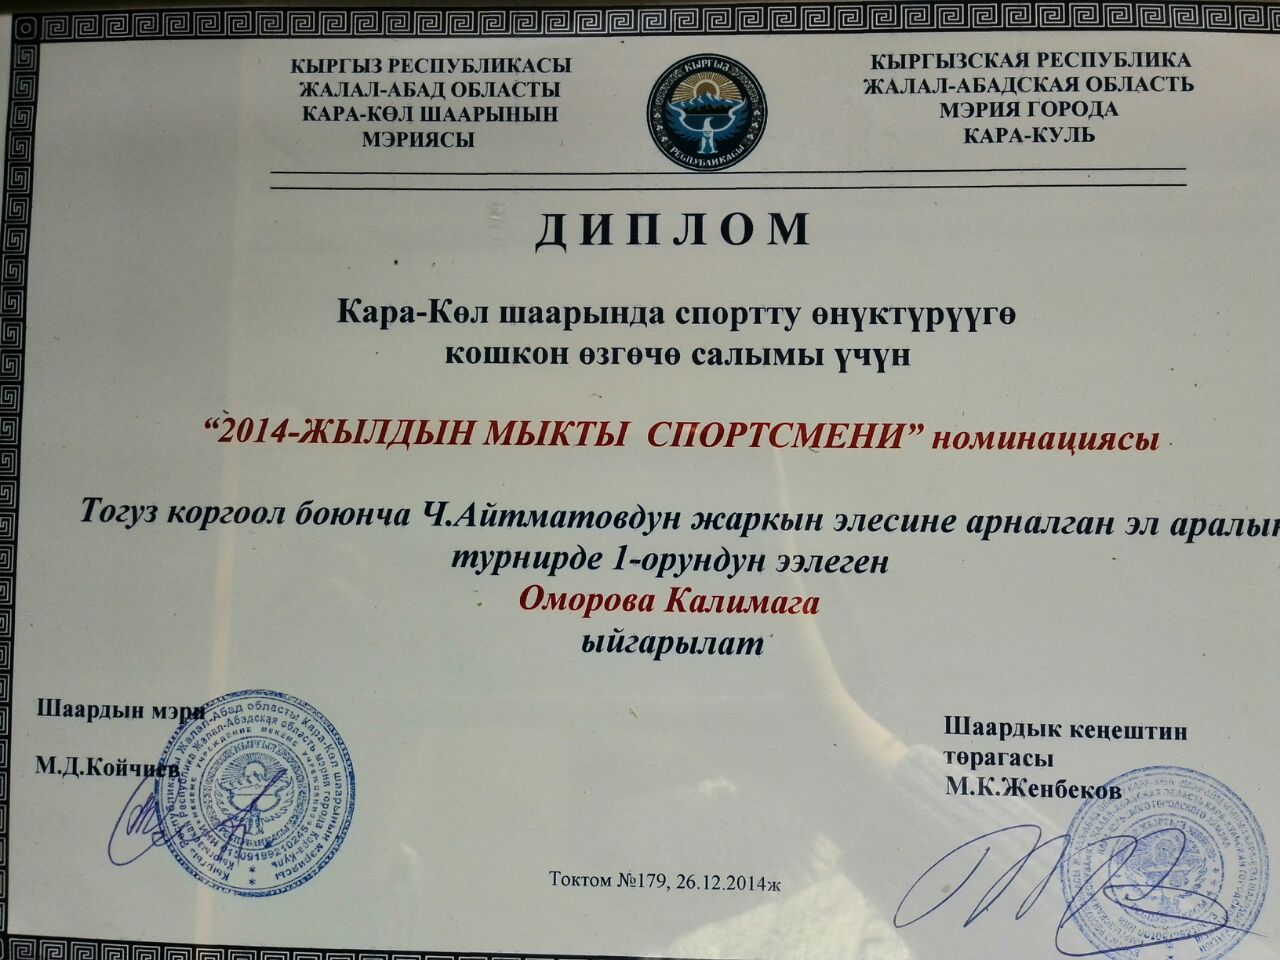 КЫРГЫЗ РЕСПУБЛИКАСЫ
ЖАЛАЛ-АБАД ОБЛАСТЫ
КАРА-КӨЛ ШААРЫНЫН
МЭРИЯСЫ
КЫРГЫЗ
РЕСПУБЛИКАСЫ
КЫРГЫЗСКАЯ РЕСПУБЛИКА
ЖАЛАЛ-АБАДСКАЯ ОБЛАСТЬ
МЭРИЯ ГОРОДА
КАРА-КУЛЬ
ДИПЛОМ
Кара-Көл шаарында спортту өнүктүрүүгө
кошкон өзгөчө салымы үчүн
“2014-ЖЫЛДЫН МЫКТЫ СПОРТСМЕНИ” номинациясы
Тогуз коргоол боюнча Ч.Айтматовдун жаркын элесине арналган эл аралык
турнирде 1-орундун ээлеген
Оморова Калимага
ыйгарылат
Шаардын мэри
М.Д.Койчиев
Шаардык кеңештин
төрагасы
М.К.Женбеков
Токтом №179, 26.12.2014ж